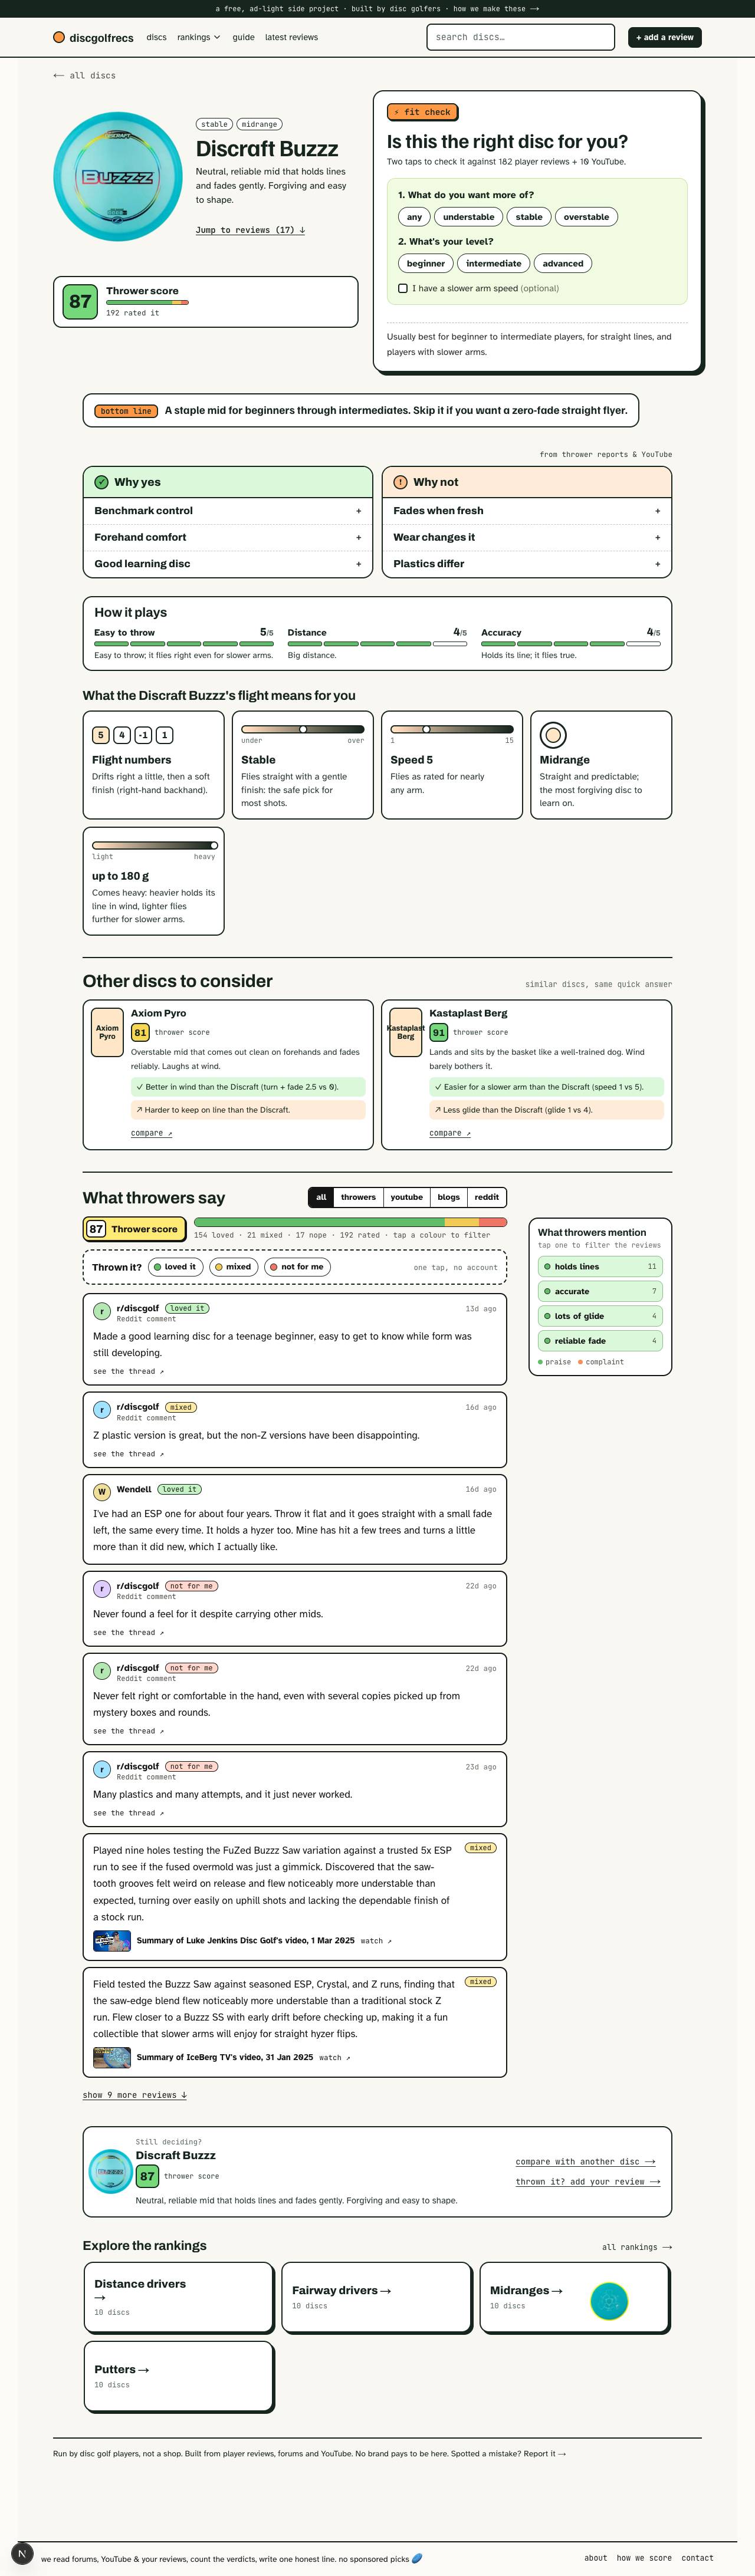 a free, ad-light side project · built by disc golfers · how we make these →
discgolfrecs
discs
rankings
guide
latest reviews
search discs…
+ add a review
← all discs
stable
midrange
Discraft Buzzz
Neutral, reliable mid that holds lines
and fades gently. Forgiving and easy
to shape.
Jump to reviews (17) ↓
87
Thrower score
192 rated it
⚡ fit check
Is this the right disc for you?
Two taps to check it against 182 player reviews + 10 YouTube.
1. What do you want more of?
any
understable
stable
overstable
2. What's your level?
beginner
intermediate
advanced
I have a slower arm speed (optional)
Usually best for beginner to intermediate players, for straight lines, and
players with slower arms.
bottom line
A staple mid for beginners through intermediates. Skip it if you want a zero-fade straight flyer.
from thrower reports & YouTube
✓ Why yes
Benchmark control +
Forehand comfort +
Good learning disc +
! Why not
Fades when fresh +
Wear changes it +
Plastics differ +
How it plays
Easy to throw 5/5
Easy to throw; it flies right even for slower arms.
Distance 4/5
Big distance.
Accuracy 4/5
Holds its line; it flies true.
What the Discraft Buzzz's flight means for you
5 4 -1 1
Flight numbers
Drifts right a little, then a soft
finish (right-hand backhand).
under over
Stable
Flies straight with a gentle
finish: the safe pick for
most shots.
1 15
Speed 5
Flies as rated for nearly
any arm.
Midrange
Straight and predictable;
the most forgiving disc to
learn on.
light heavy
up to 180 g
Comes heavy: heavier holds its
line in wind, lighter flies
further for slower arms.
Other discs to consider
similar discs, same quick answer
Axiom
Pyro
Axiom Pyro
81 thrower score
Overstable mid that comes out clean on forehands and fades
reliably. Laughs at wind.
✓ Better in wind than the Discraft (turn + fade 2.5 vs 0).
↗ Harder to keep on line than the Discraft.
compare ↗
Kastaplast
Berg
Kastaplast Berg
91 thrower score
Lands and sits by the basket like a well-trained dog. Wind
barely bothers it.
✓ Easier for a slower arm than the Discraft (speed 1 vs 5).
↗ Less glide than the Discraft (glide 1 vs 4).
compare ↗
What throwers say
all
throwers
youtube
blogs
reddit
87 Thrower score
154 loved · 21 mixed · 17 nope · 192 rated · tap a colour to filter
Thrown it?
loved it
mixed
not for me
one tap, no account
r
r/discgolf loved it
13d ago
Reddit comment
Made a good learning disc for a teenage beginner, easy to get to know while form was
still developing.
see the thread ↗
r
r/discgolf mixed
16d ago
Reddit comment
Z plastic version is great, but the non-Z versions have been disappointing.
see the thread ↗
W
Wendell loved it
16d ago
I've had an ESP one for about four years. Throw it flat and it goes straight with a small fade
left, the same every time. It holds a hyzer too. Mine has hit a few trees and turns a little
more than it did new, which I actually like.
r
r/discgolf not for me
22d ago
Reddit comment
Never found a feel for it despite carrying other mids.
see the thread ↗
r
r/discgolf not for me
22d ago
Reddit comment
Never felt right or comfortable in the hand, even with several copies picked up from
mystery boxes and rounds.
see the thread ↗
r
r/discgolf not for me
23d ago
Reddit comment
Many plastics and many attempts, and it just never worked.
see the thread ↗
Played nine holes testing the FuZed Buzzz Saw variation against a trusted 5x ESP
run to see if the fused overmold was just a gimmick. Discovered that the saw-
tooth grooves felt weird on release and flew noticeably more understable than
expected, turning over easily on uphill shots and lacking the dependable finish of
a stock run.
mixed
Summary of Luke Jenkins Disc Golf's video, 1 Mar 2025 watch ↗
Field tested the Buzzz Saw against seasoned ESP, Crystal, and Z runs, finding that
the saw-edge blend flew noticeably more understable than a traditional stock Z
run. Flew closer to a Buzzz SS with early drift before checking up, making it a fun
collectible that slower arms will enjoy for straight hyzer flips.
mixed
Summary of IceBerg TV's video, 31 Jan 2025 watch ↗
show 9 more reviews ↓
What throwers mention
tap one to filter the reviews
holds lines 11
accurate 7
lots of glide 4
reliable fade 4
praise complaint
Still deciding?
Discraft Buzzz
87 thrower score
Neutral, reliable mid that holds lines and fades gently. Forgiving and easy to shape.
compare with another disc →
thrown it? add your review →
Explore the rankings
all rankings →
Distance drivers
→
10 discs
Fairway drivers →
10 discs
Midranges →
10 discs
Putters →
10 discs
Run by disc golf players, not a shop. Built from player reviews, forums and YouTube. No brand pays to be here. Spotted a mistake? Report it →
N
we read forums, YouTube & your reviews, count the verdicts, write one honest line. no sponsored picks
about
how we score
contact